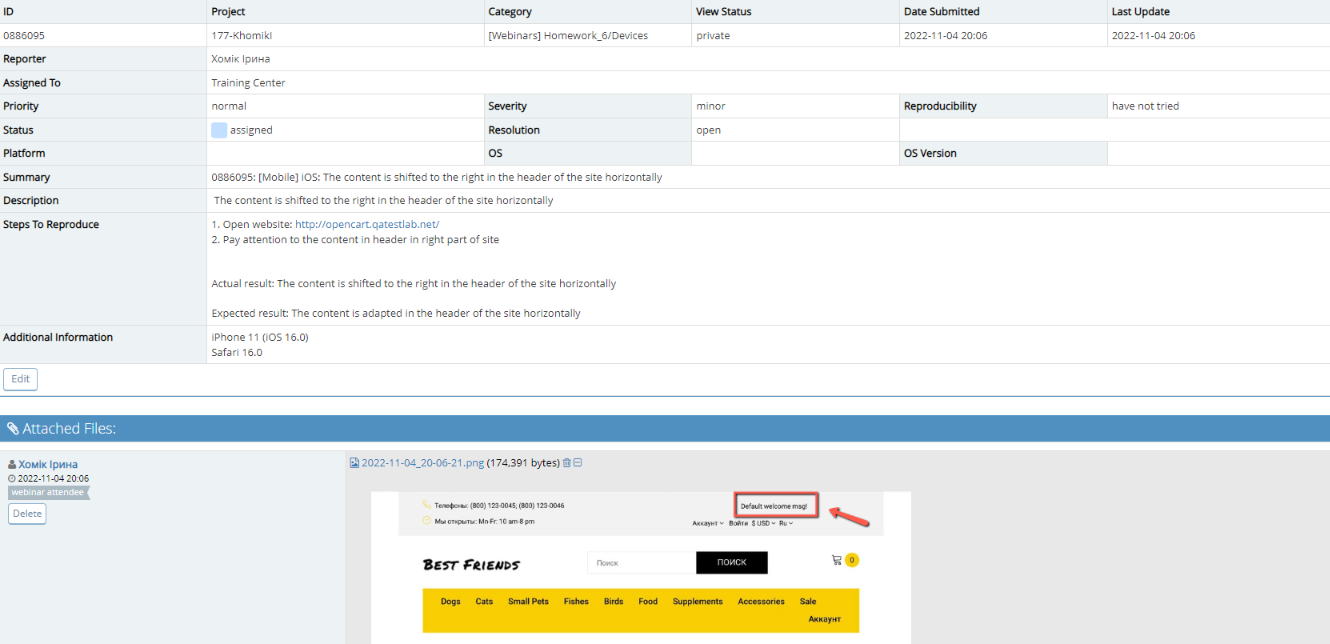 ID Project Category View Status Date Submitted Last Update
0886095 177-Khomikl [Webinars] Homework_6/Devices private 2022-11-04 20:06 2022-11-04 20:06
Reporter Хомік Ірина
Assigned To Training Center
Priority normal Severity minor Reproducibility have not tried
Status assigned Resolution open
Platform OS OS Version
Summary 0886095: [Mobile] iOS: The content is shifted to the right in the header of the site horizontally
Description The content is shifted to the right in the header of the site horizontally
Steps To Reproduce 1. Open website: http://opencart.qatestlab.net/
2. Pay attention to the content in header in right part of site
Actual result: The content is shifted to the right in the header of the site horizontally
Expected result: The content is adapted in the header of the site horizontally
Additional Information iPhone 11 (iOS 16.0)
Safari 16.0
Edit
Attached Files:
Хомік Ірина
2022-11-04 20:06
webinar attendee
Delete
2022-11-04_20-06-21.png (174,391 bytes)
Телефоны: (800) 123-0045; (800) 123-0046 Default welcome msg!
Мы открыты: Mn-Fr: 10 am-8 pm Аккаунт Войти $ USD Ru
BEST FRIENDS Поиск ПОИСК 0
Dogs Cats Small Pets Fishes Birds Food Supplements Accessories Sale
Аккаунт